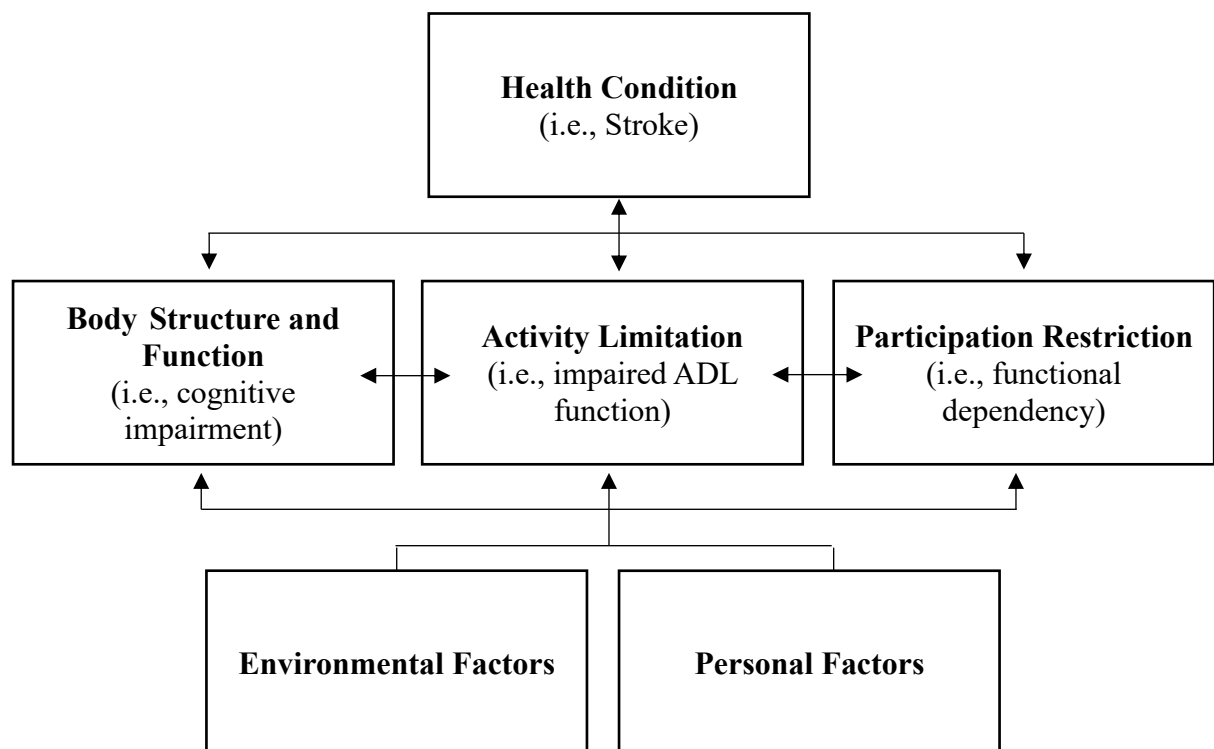 Health Condition
(i.e., Stroke)
Body Structure and
Function
(i.e., cognitive
impairment)
Activity Limitation
(i.e., impaired ADL
function)
Participation Restriction
(i.e., functional
dependency)
Environmental Factors
Personal Factors